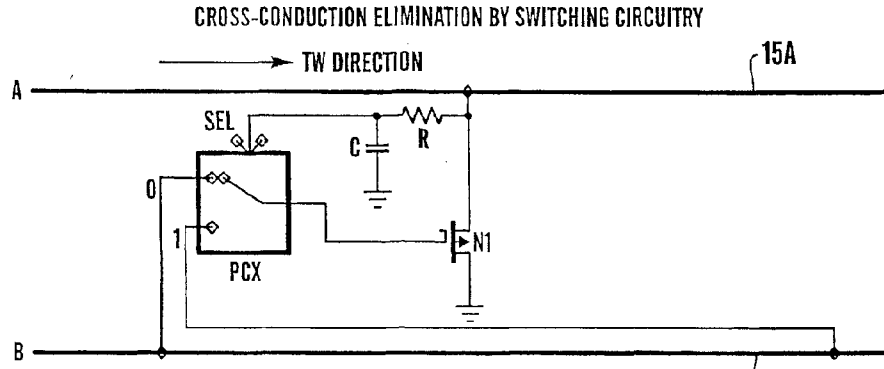 CROSS-CONDUCTION ELIMINATION BY SWITCHING CIRCUITRY
TW DIRECTION
15A
A
SEL
C
R
0
1
N1
PCX
B